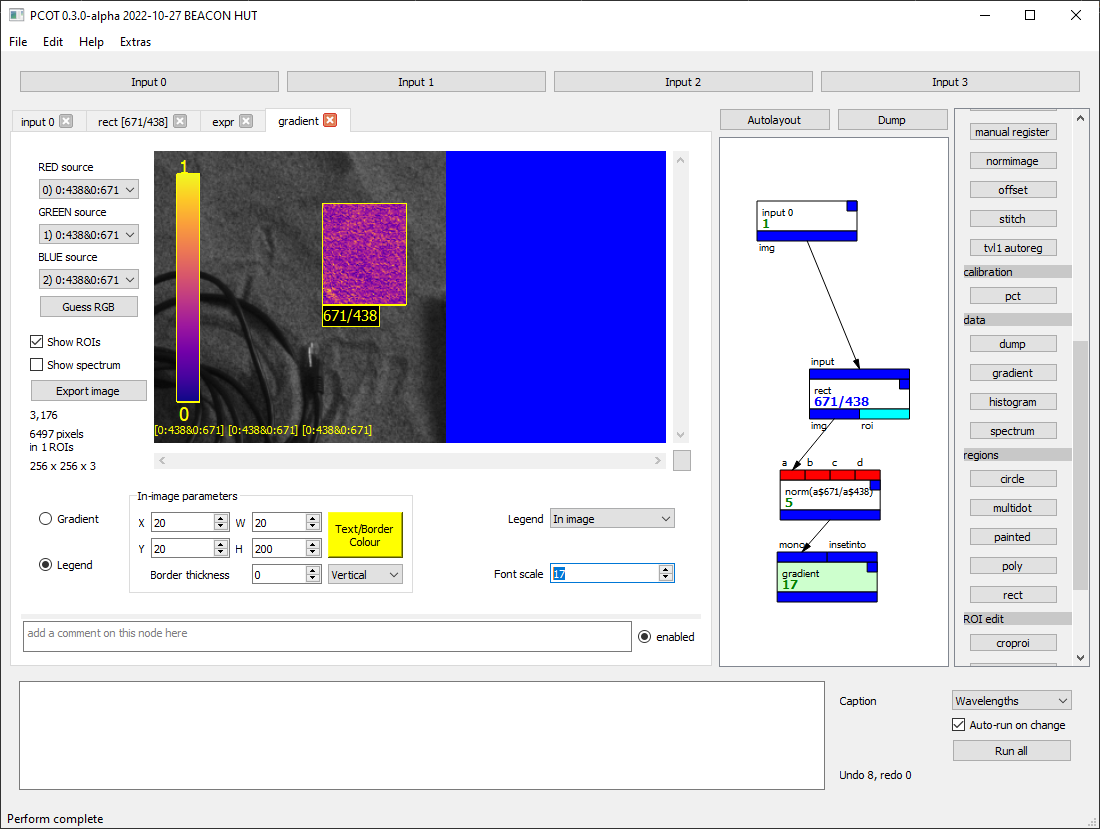 PCOT 0.3.0-alpha 2022-10-27 BEACON HUT
File Edit Help Extras
Input 0 Input 1 Input 2 Input 3
input 0 rect [671/438] expr gradient
RED source
0) 0:438&0:671
GREEN source
1) 0:438&0:671
BLUE source
2) 0:438&0:671
Guess RGB
Show ROIs
Show spectrum
Export image
3,176
6497 pixels
in 1 ROIs
256 x 256 x 3
1
0
671/438
[0:438&0:671] [0:438&0:671] [0:438&0:671]
Gradient
Legend
In-image parameters
X 20 W 20
Y 20 H 200
Text/Border
Colour
Border thickness 0 Vertical
Legend In image
Font scale 17
add a comment on this node here
enabled
Autolayout Dump
input 0
1
img
input
rect
671/438
img roi
a b c d
norm(a$671/a$438)
5
mono insetinto
gradient
17
manual register
normimage
offset
stitch
tvl1 autoreg
calibration
pct
data
dump
gradient
histogram
spectrum
regions
circle
multidot
painted
poly
rect
ROI edit
croproi
Caption Wavelengths
Auto-run on change
Run all
Undo 8, redo 0
Perform complete